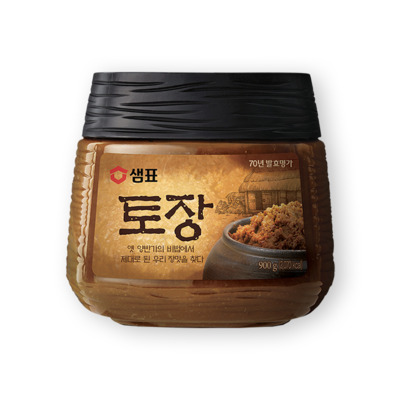 70년 발효명가
샘표
토장
옛 양반가의 비법에서
제대로 된 우리 장맛을 찾다
900 g